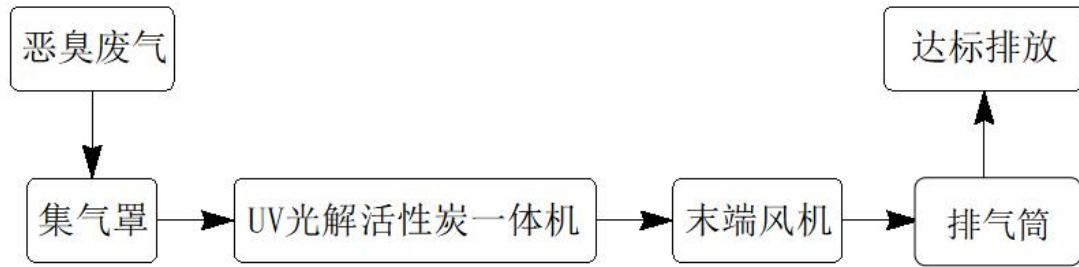 恶臭废气
达标排放
集气罩
UV光解活性炭一体机
末端风机
排气筒